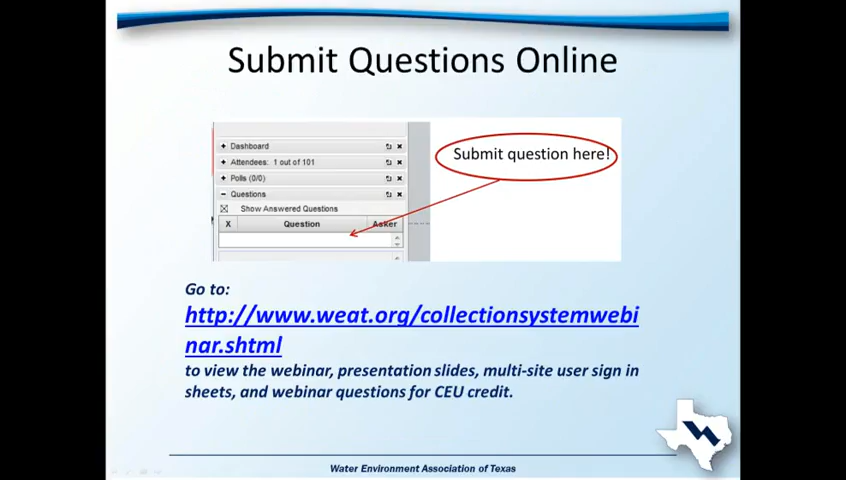 Submit Questions Online
Dashboard
Attendees: 1 out of 101
Polls (0/0)
Questions
Show Answered Questions
X Question Asker
Submit question here!
Go to:
http://www.weat.org/collectionsystemwebi
nar.shtml
to view the webinar, presentation slides, multi-site user sign in
sheets, and webinar questions for CEU credit.
Water Environment Association of Texas